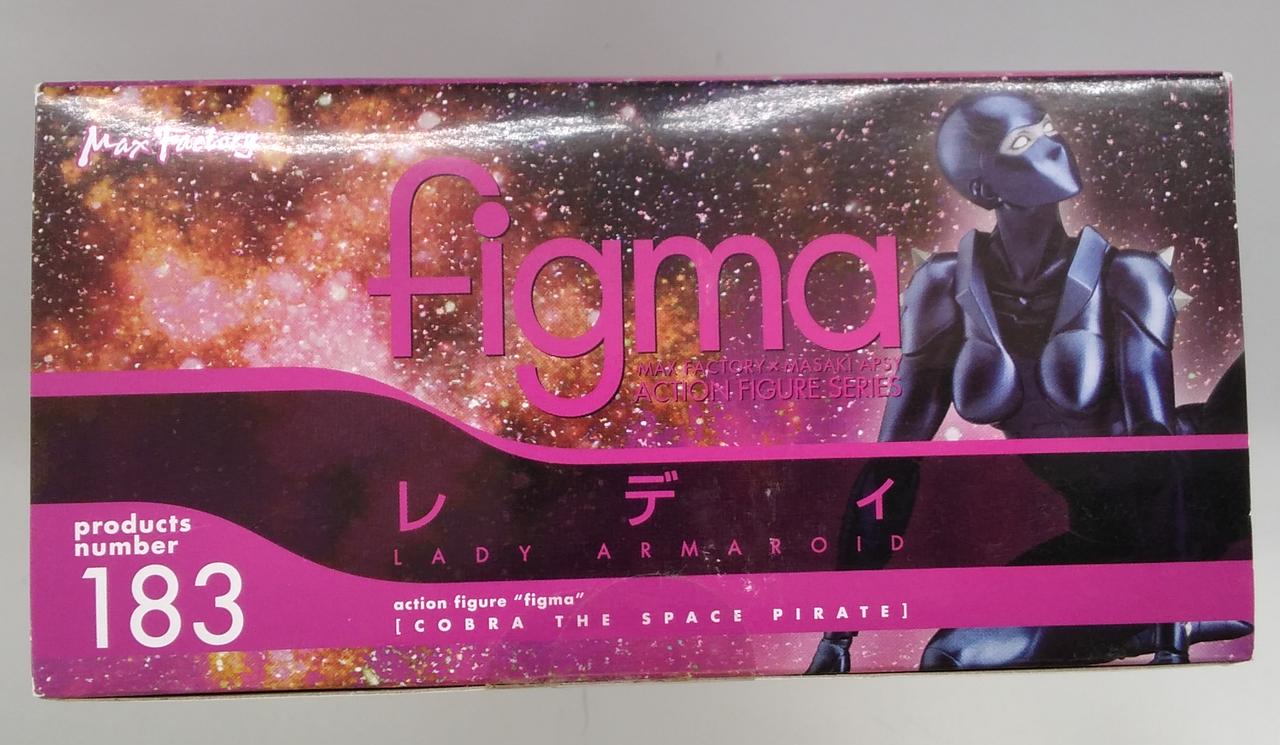 Max Factory
figma
MAX FACTORY×MASAKI APSY
ACTION FIGURE SERIES
レディ
LADY ARMAROID
products
number
183
action figure "figma"
[COBRA THE SPACE PIRATE]